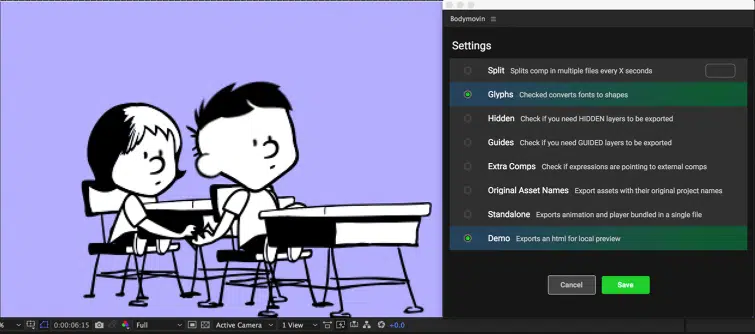 Bodymovin
Settings
Split Splits comp in multiple files every X seconds
Glyphs Checked converts fonts to shapes
Hidden Check if you need HIDDEN layers to be exported
Guides Check if you need GUIDED layers to be exported
Extra Comps Check if expressions are pointing to external comps
Original Asset Names Export assets with their original project names
Standalone Exports animation and player bundled in a single file
Demo Exports an html for local preview
Cancel Save
% 0:00:06:15 Full Active Camera 1 View +0.0